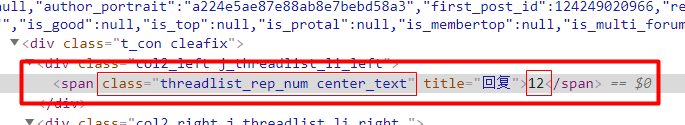 null,"author_portrait":"a224e5ae87e88ab8e7bebd58a3","first_post_id":124249020966,"re
","is_good":null,"is_top":null,"is_protal":null,"is_membertop":null,"is_multi_forum
<div class="t_con cleafix">
<div class="col2_left j_threadlist_li_left">
<span class="threadlist_rep_num center_text" title="回复">12</span> == $0
</div>
<div class="col2_right j_threadlist_li_right ">